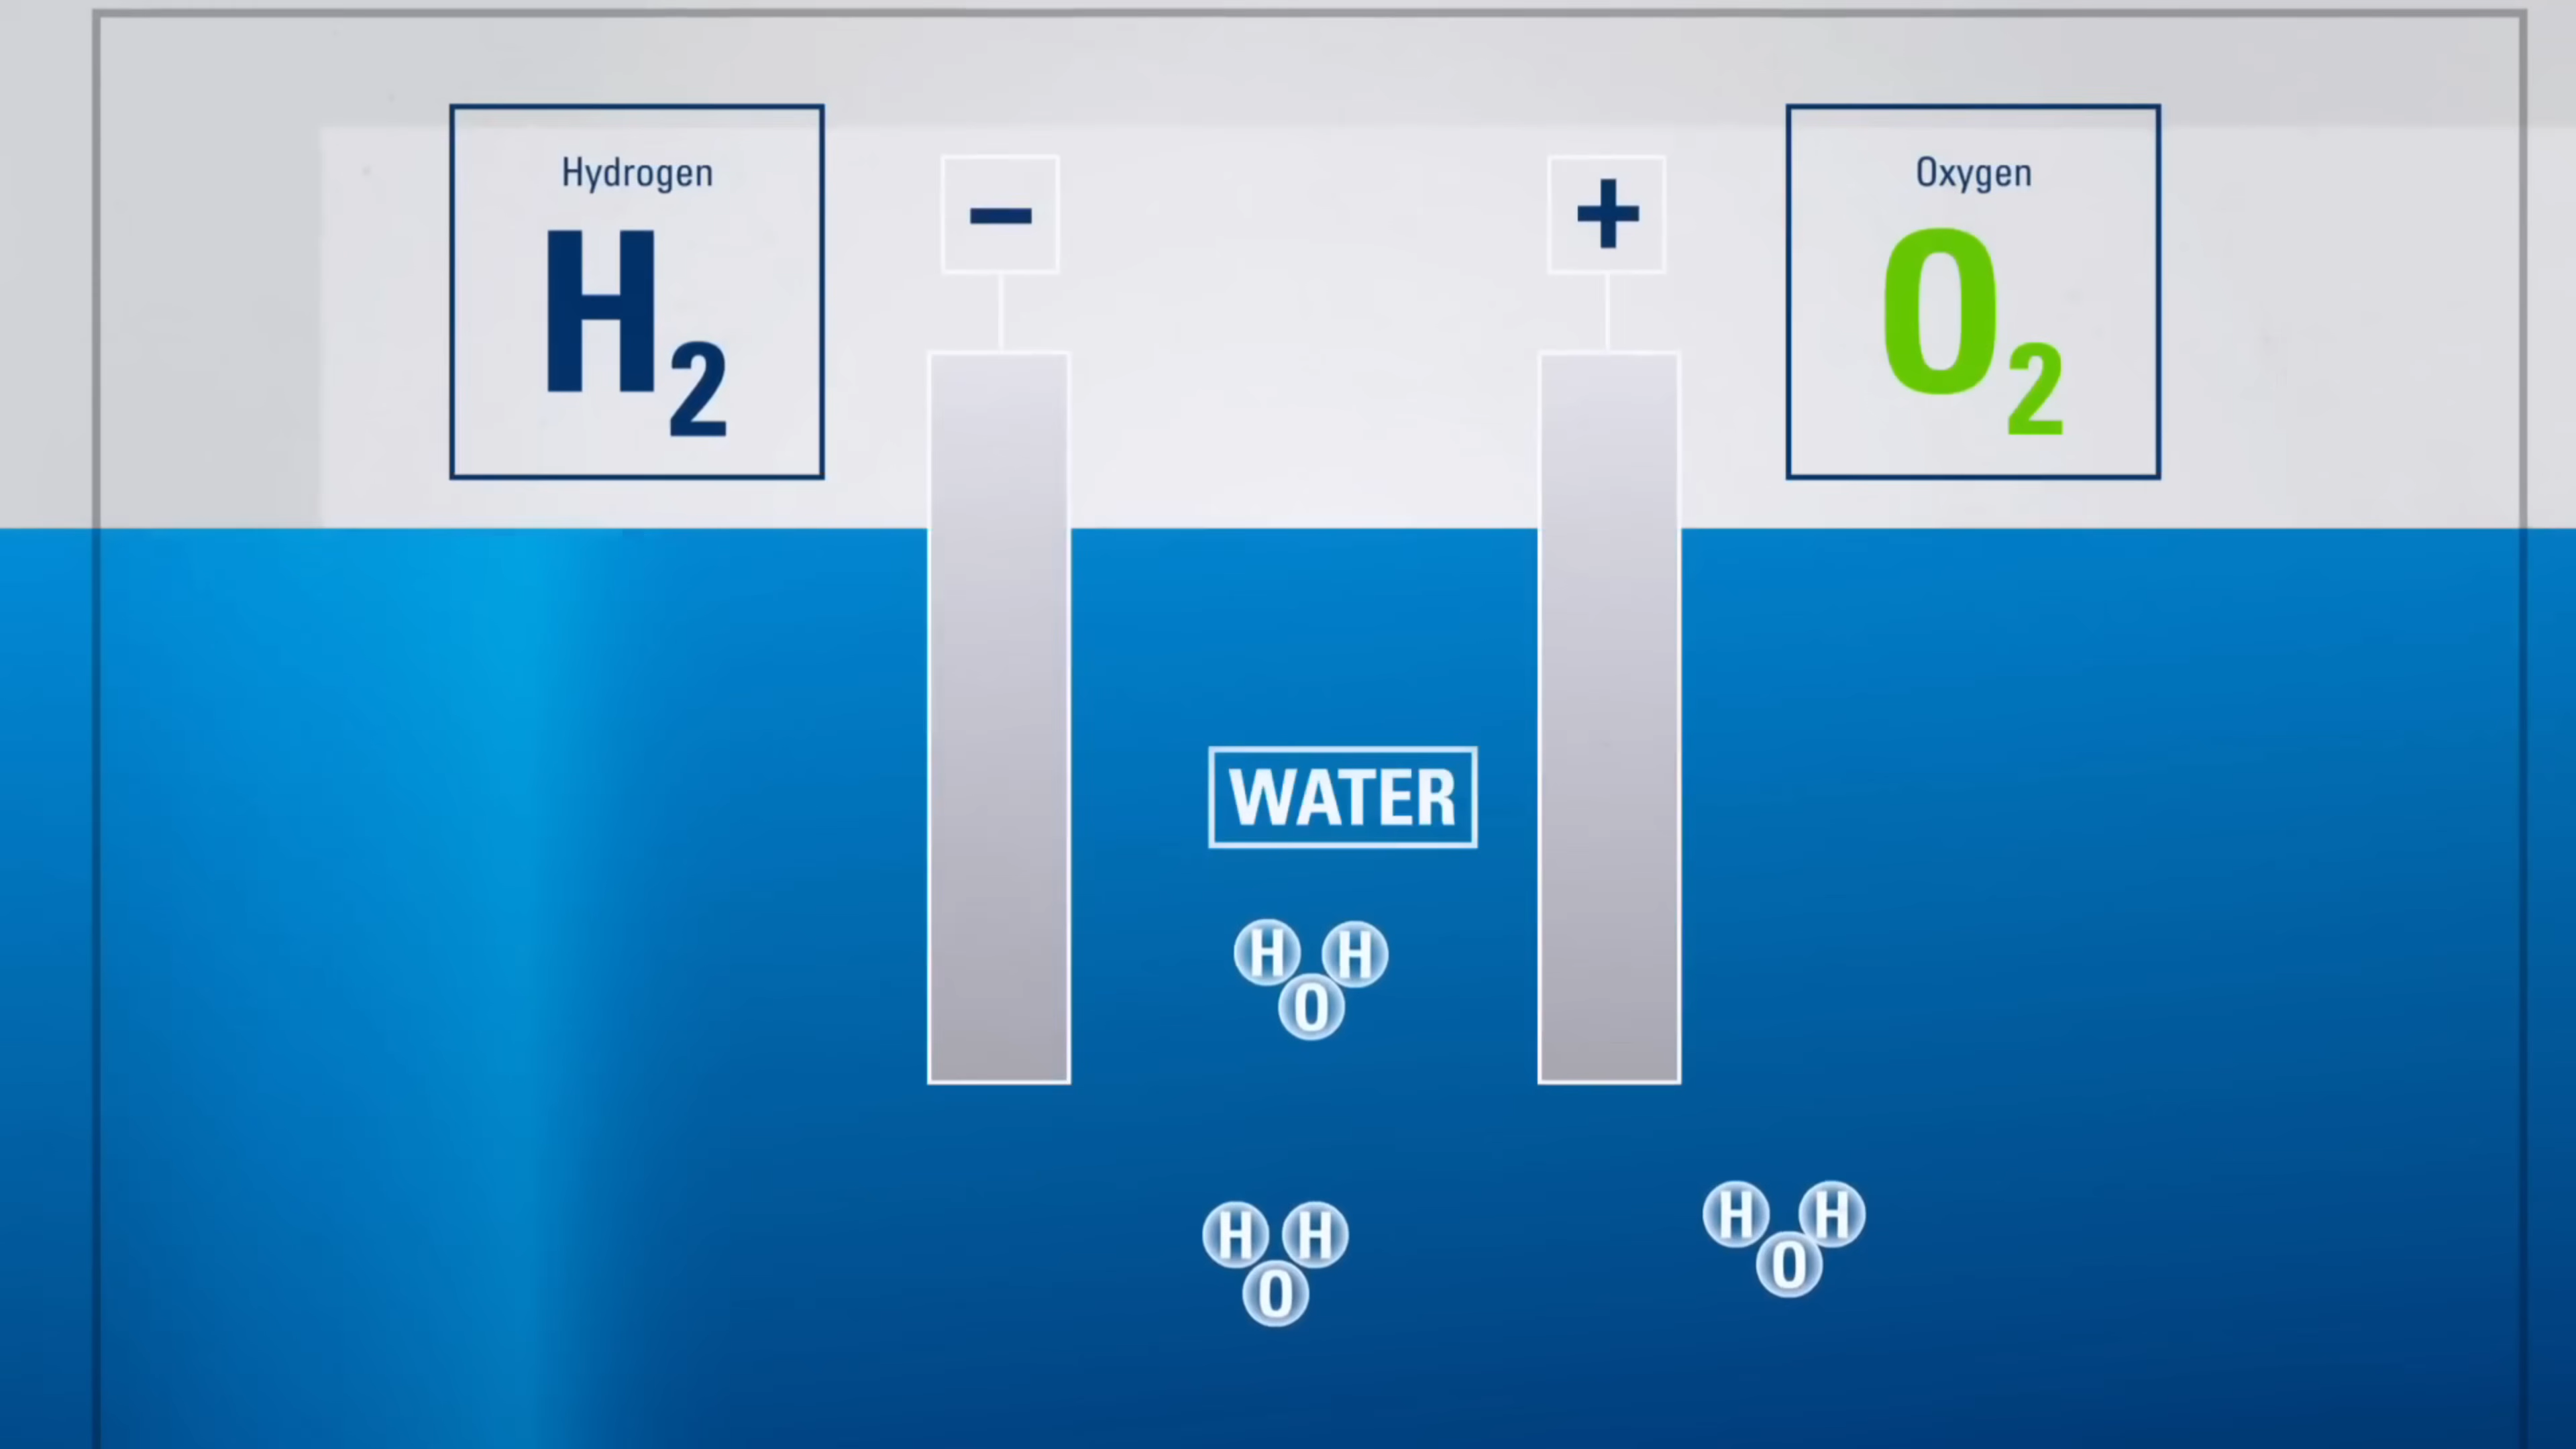 Hydrogen
H₂
−
+
Oxygen
O₂
WATER
H H
O
H H
O
H H
O